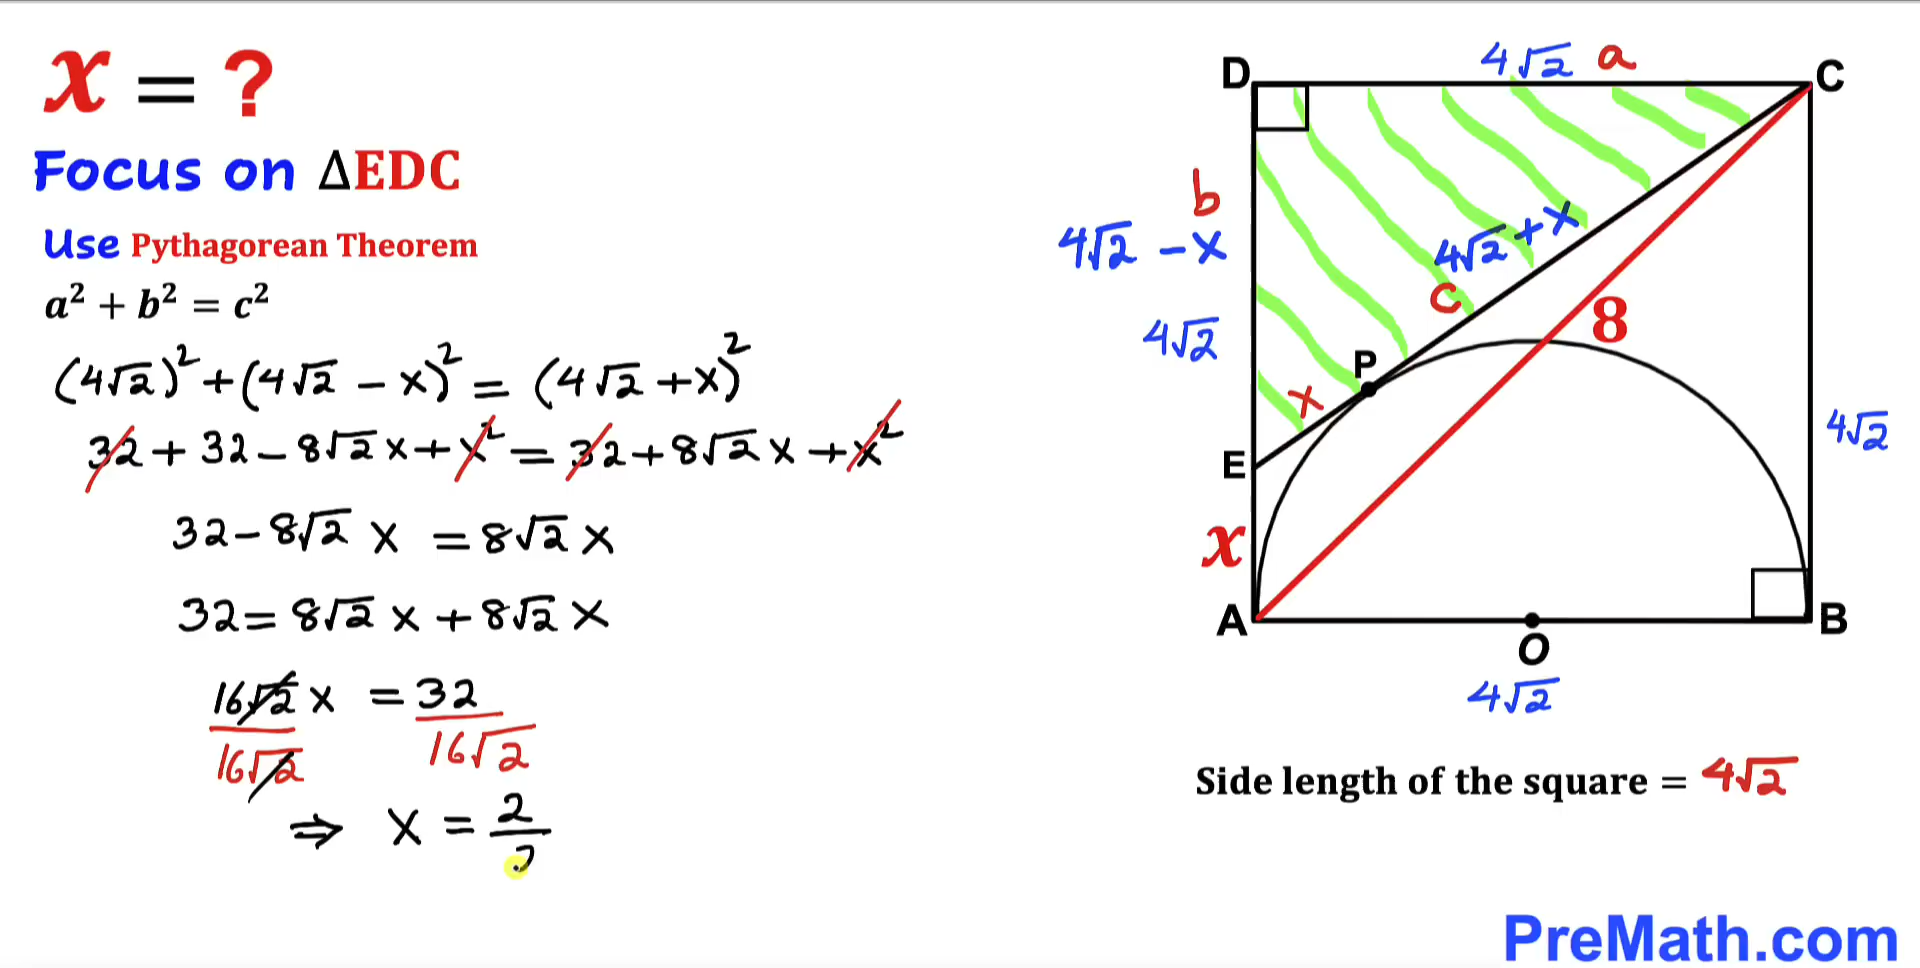 x = ?
Focus on ΔEDC
Use Pythagorean Theorem
a² + b² = c²
(4√2)² + (4√2 - x)² = (4√2 + x)²
32 + 32 - 8√2 x + x² = 32 + 8√2 x + x²
32 - 8√2 x = 8√2 x
32 = 8√2 x + 8√2 x
16√2 x = 32
16√2 16√2
⇒ x = 2
4√2 a
D C
b
4√2 - x
4√2 + x
c
8
4√2
P
x
4√2
E
x
A B
O
4√2
Side length of the square = 4√2
PreMath.com